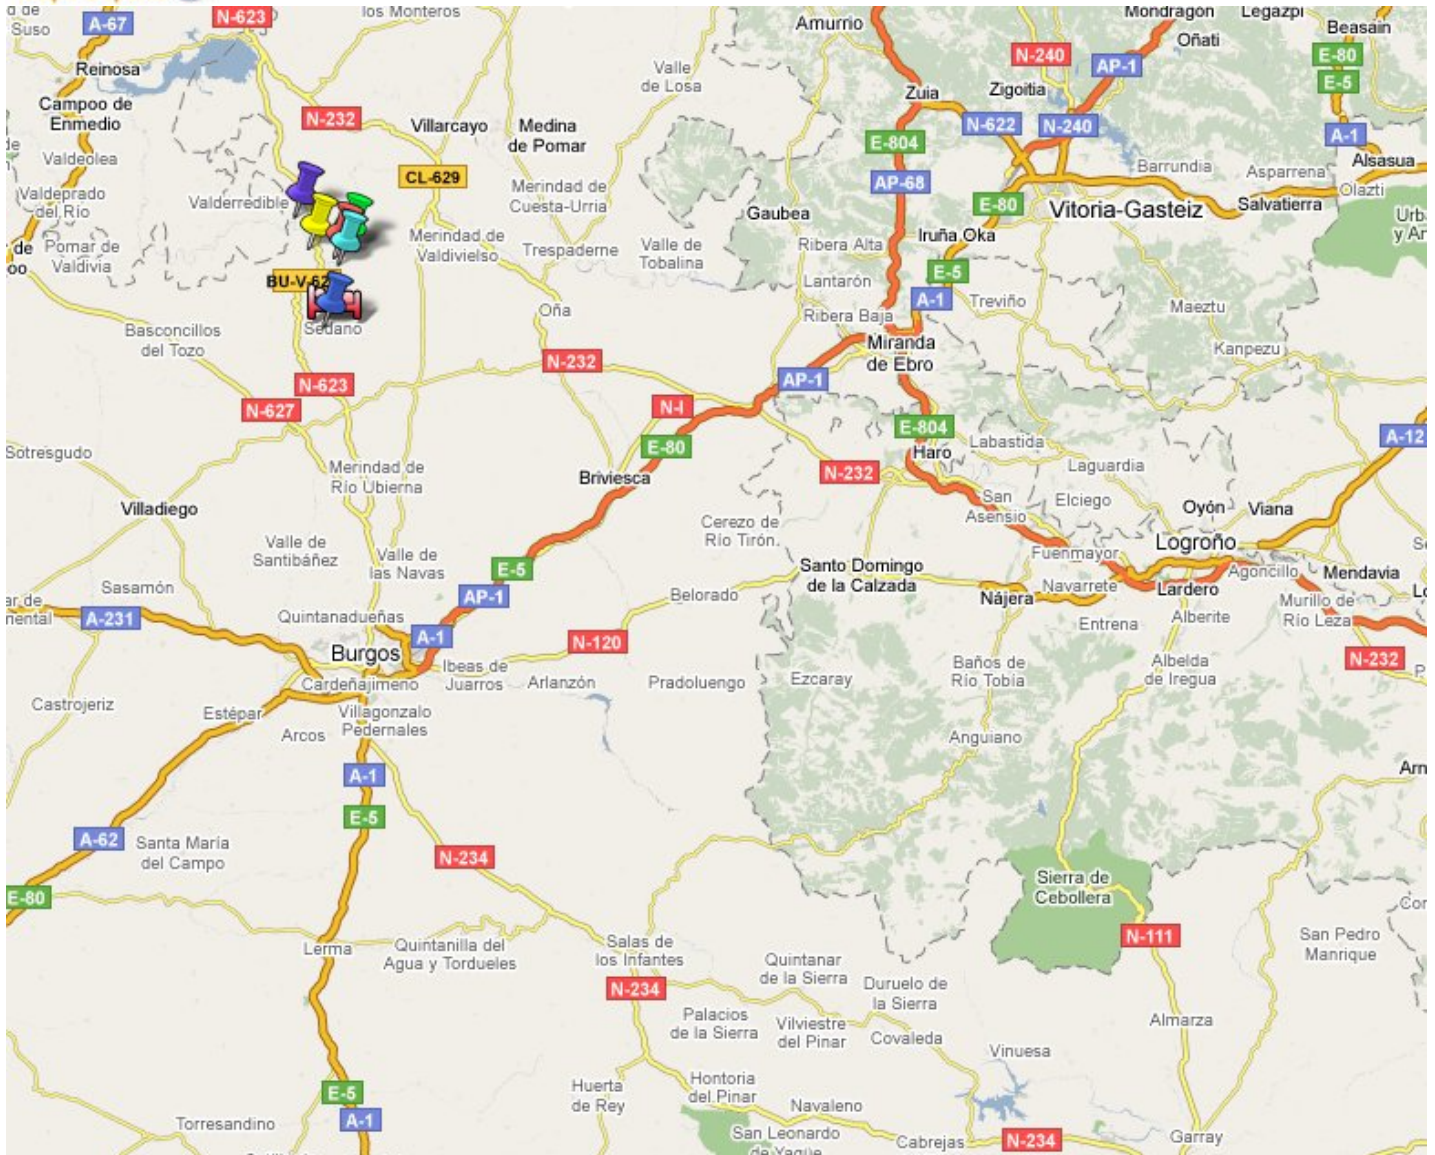 N-623
los Monteros
Amurrio
Mondragon
Legazpi
d de
Suso
A-67
Oñati
Beasain
Reinosa
Valle
de Losa
N-240
AP-1
E-80
E-5
Campoo de
Enmedio
Zuia
Zigoitia
N-232
Villarcayo
Medina
de Pomar
N-622
N-240
A-1
E-804
Valdeolea
Barrundia
Asparrena
Alsasua
CL-629
AP-68
Valdeprado
del Río
Valderredible
Merindad de
Cuesta-Urria
Gaubea
E-80
Vitoria-Gasteiz
Salvatierra
Olazti
Urb
y Ar
de
oo
Pomar de
Valdivia
Merindad de
Valdivielso
Trespaderne
Valle de
Tobalina
Ribera Alta
Iruña Oka
E-5
BU-V-62
Lantarón
A-1
Treviño
Maeztu
Sedano
Oña
Ribera Baja
Basconcillos
del Tozo
Miranda
de Ebro
Kanpezu
N-232
N-623
AP-1
N-627
N-I
E-804
A-12
Sotresgudo
E-80
Haro
Labastida
Merindad de
Río Ubierna
Briviesca
N-232
Laguardia
Villadiego
San
Asensio
Elciego
Oyón
Viana
Cerezo de
Río Tirón
Valle de
Santibáñez
Valle de
las Navas
Fuenmayor
Logroño
E-5
Santo Domingo
de la Calzada
Agoncillo
Mendavia
Sasamón
AP-1
Belorado
Nájera
Navarrete
Lardero
Murillo de
Río Leza
A-231
Quintanadueñas
A-1
N-120
Entrena
Alberite
Burgos
Ibeas de
Juarros
Arlanzón
Pradoluengo
Ezcaray
Baños de
Río Tobia
Albelda
de Iregua
N-232
Cardeñajimeno
Castrojeriz
Estépar
Villagonzalo
Pedernales
Arcos
Anguiano
A-1
Arn
E-5
A-62
Santa María
del Campo
N-234
E-80
Sierra de
Cebollera
Lerma
Quintanilla del
Agua y Tordueles
Salas de
los Infantes
N-111
San Pedro
Manrique
Quintanar
de la Sierra
N-234
Duruelo de
la Sierra
Palacios
de la Sierra
Vilviestre
del Pinar
Covaleda
Almarza
Vinuesa
E-5
Huerta
de Rey
Hontoria
del Pinar
Navaleno
A-1
Torresandino
San Leonardo
de Yagüe
Cabrejas
N-234
Garray